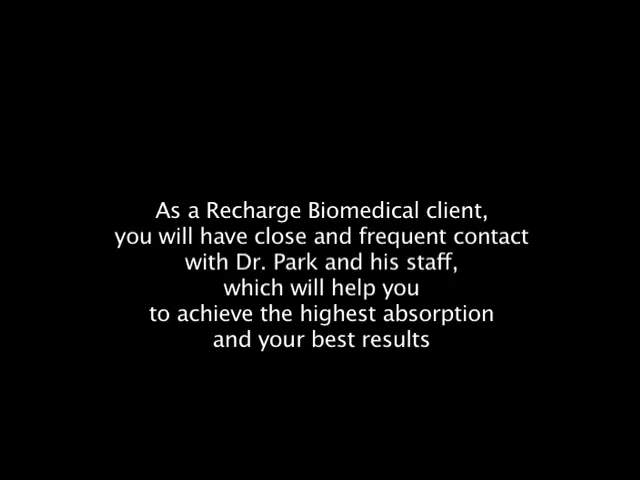 As a Recharge Biomedical client,
you will have close and frequent contact
with Dr. Park and his staff,
which will help you
to achieve the highest absorption
and your best results